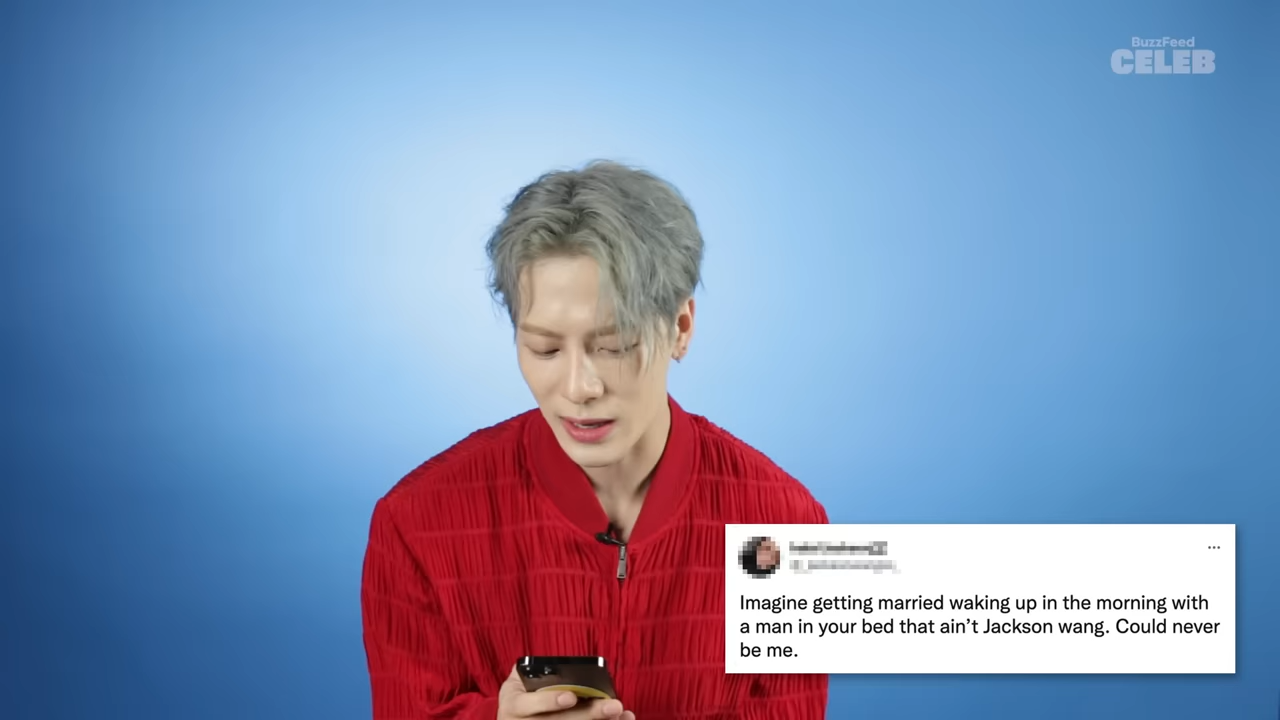 BuzzFeed
CELEB
Imagine getting married waking up in the morning with
a man in your bed that ain't Jackson wang. Could never
be me.